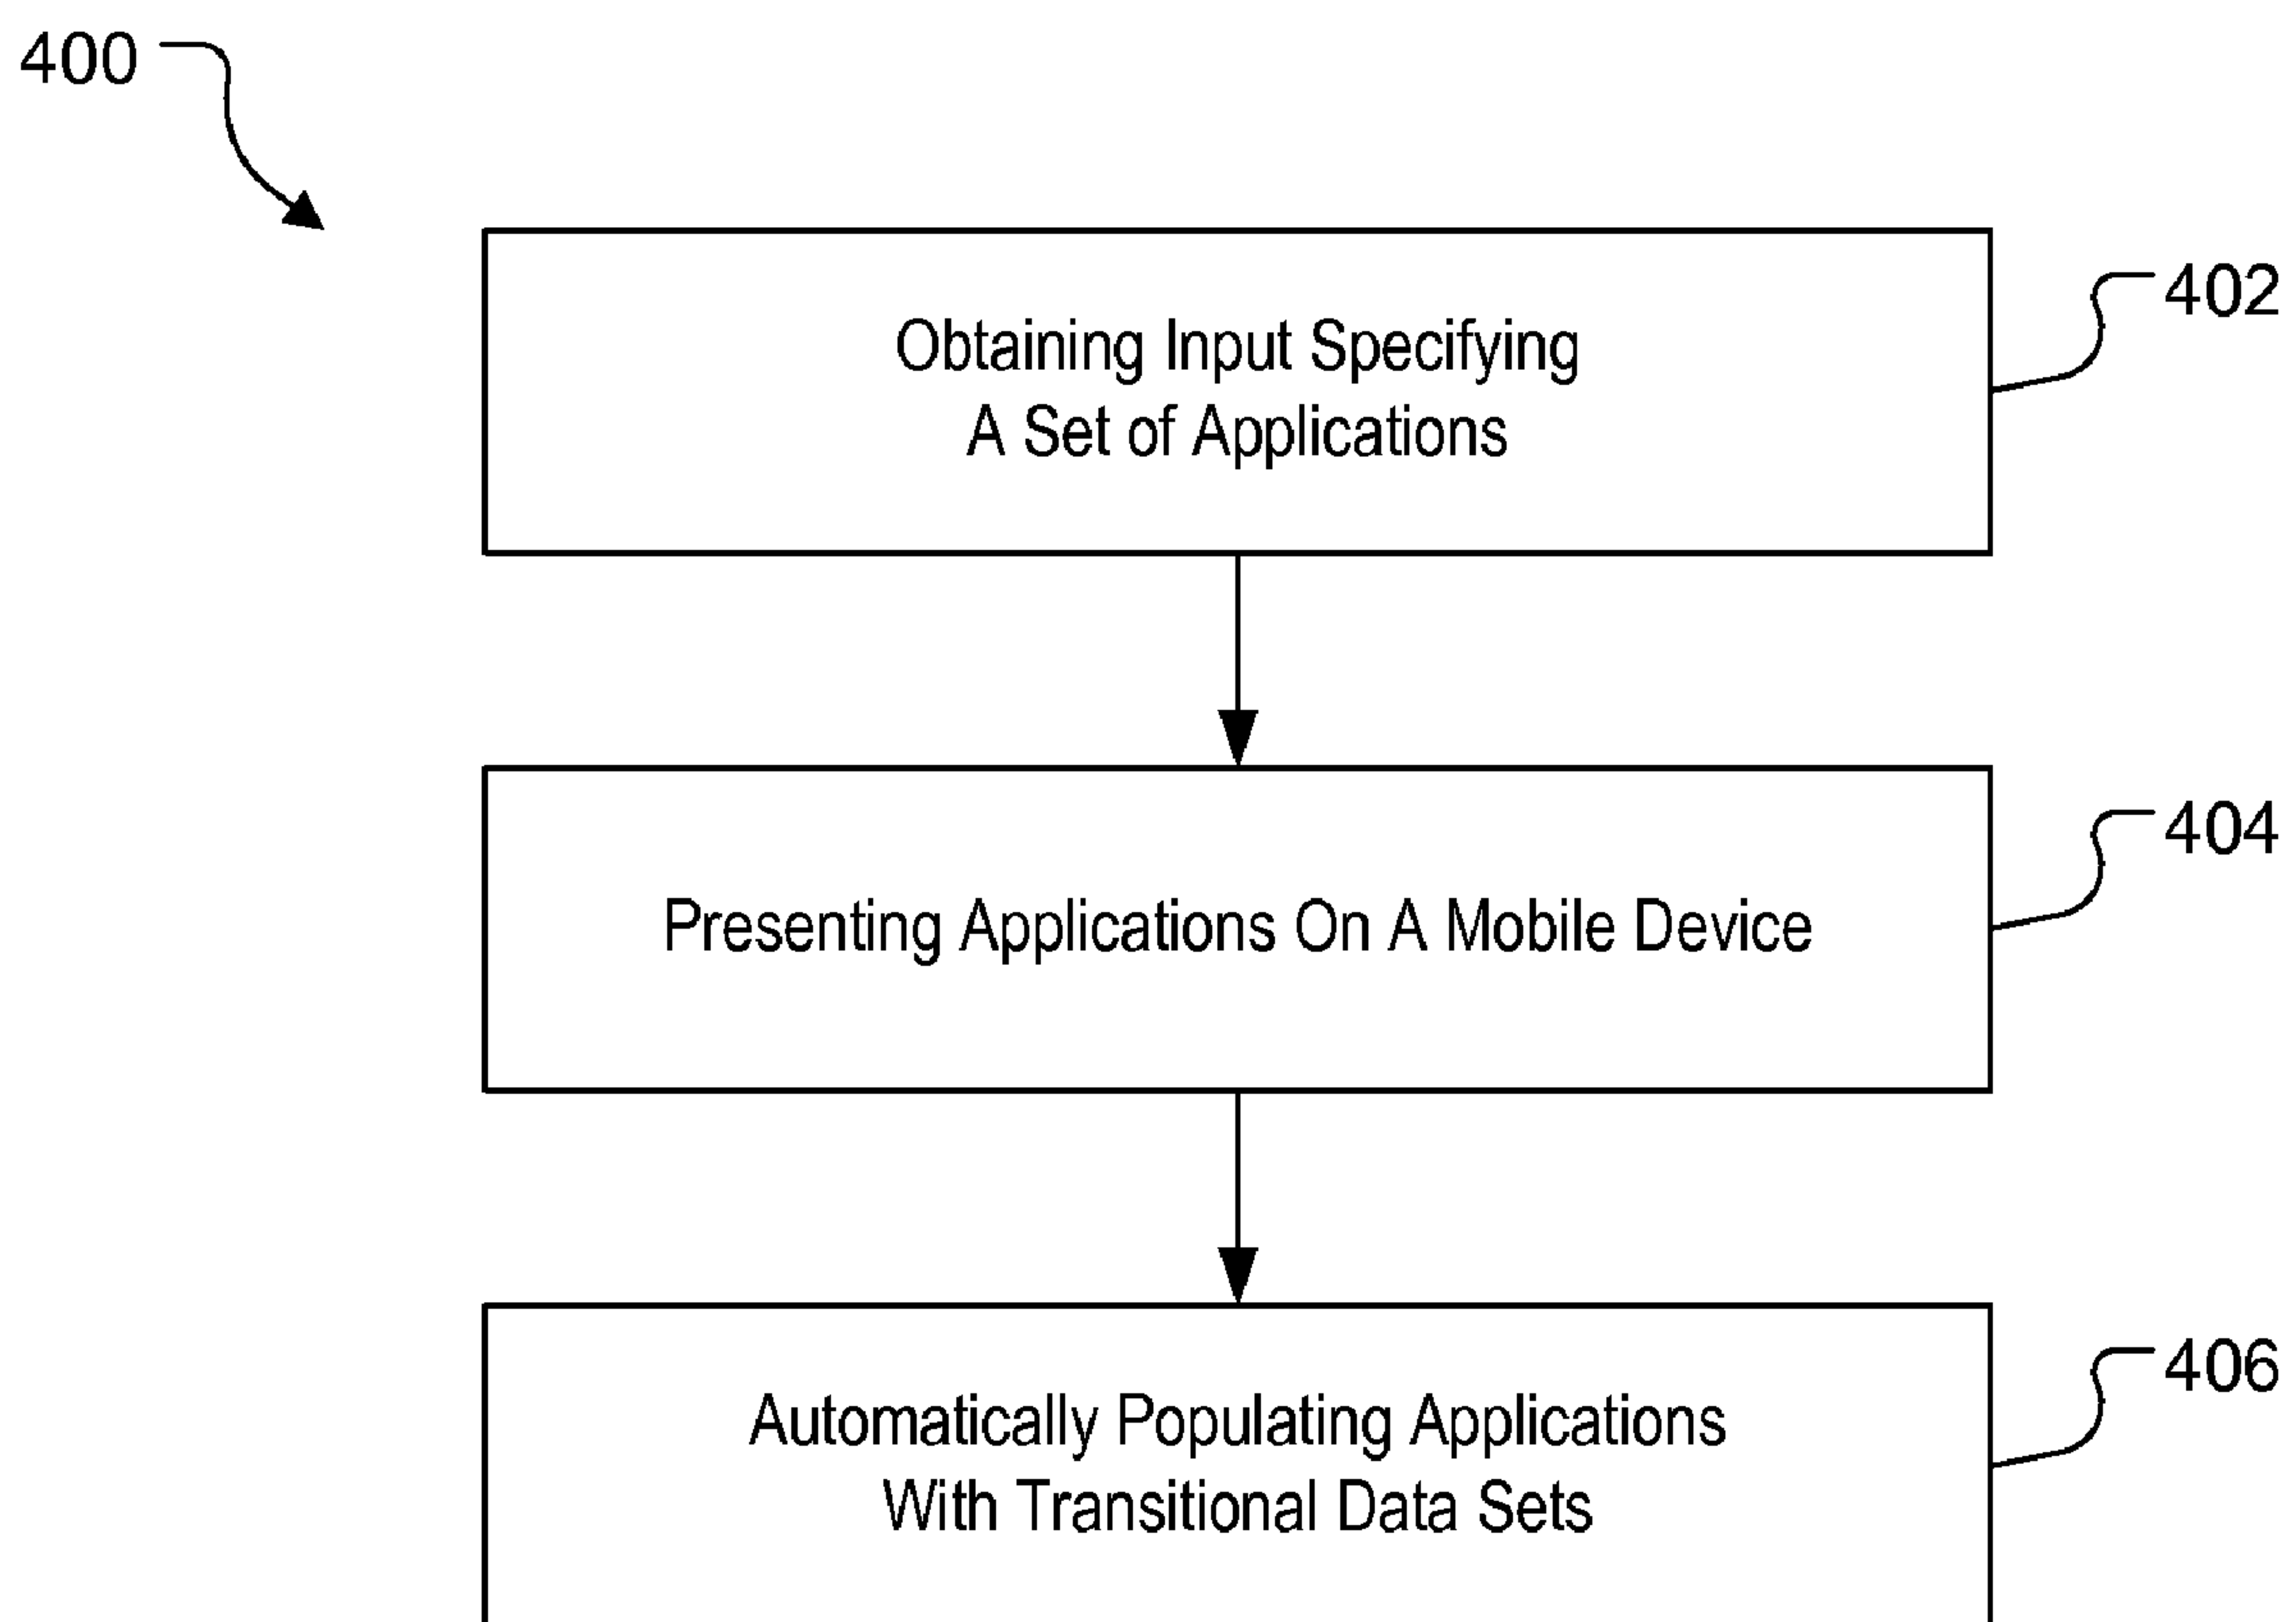 400
402
Obtaining Input Specifying
A Set of Applications
404
Presenting Applications On A Mobile Device
406
Automatically Populating Applications
With Transitional Data Sets